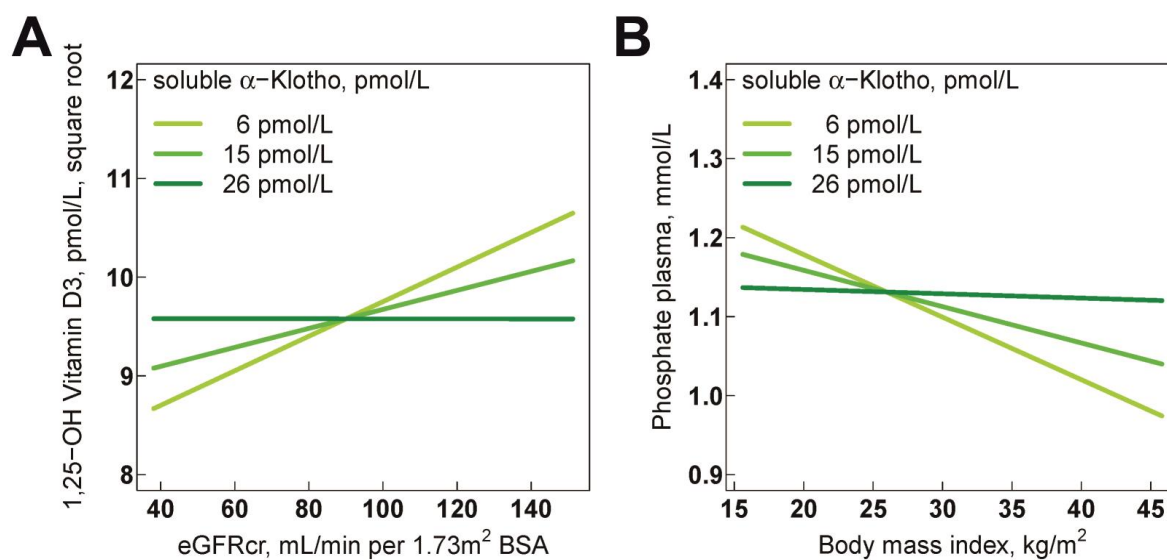 A
1,25−OH Vitamin D3, pmol/L, square root
12
11
10
9
8
soluble α−Klotho, pmol/L
6 pmol/L
15 pmol/L
26 pmol/L
40 60 80 100 120 140
eGFRcr, mL/min per 1.73m² BSA
B
Phosphate plasma, mmol/L
1.4
1.3
1.2
1.1
1.0
0.9
soluble α−Klotho, pmol/L
6 pmol/L
15 pmol/L
26 pmol/L
15 20 25 30 35 40 45
Body mass index, kg/m²